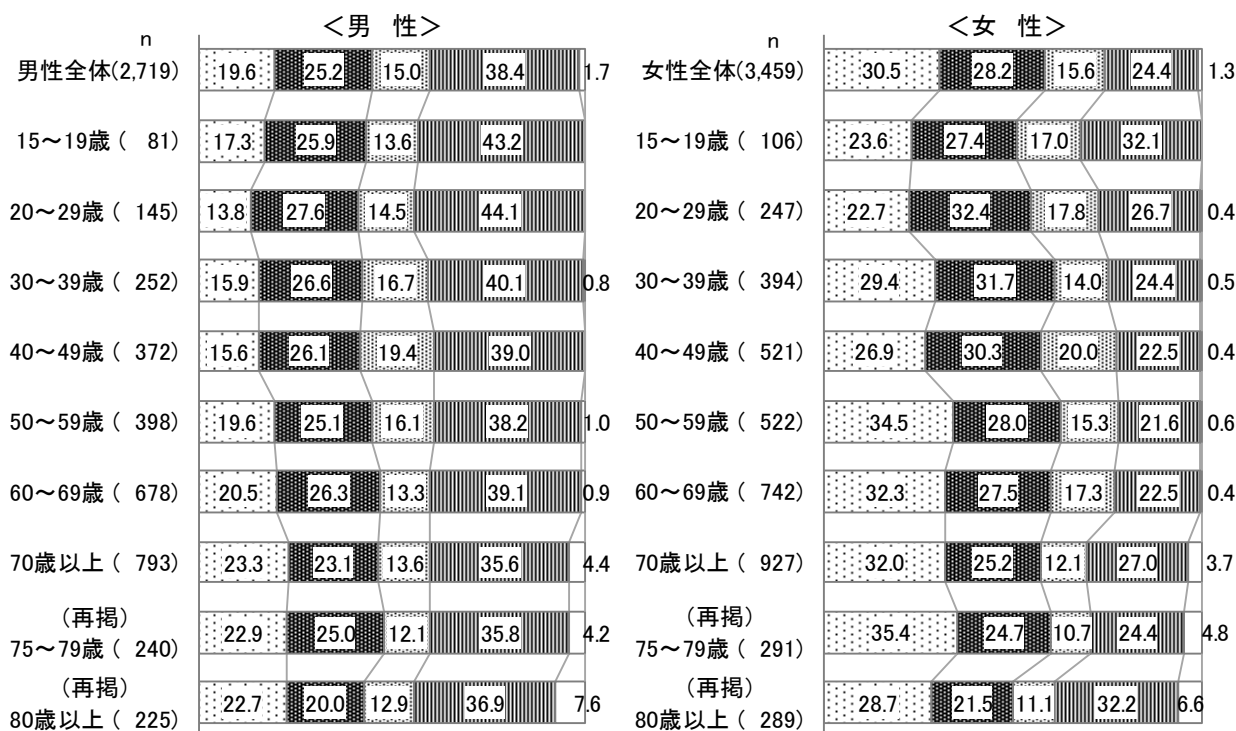 ＜男　性＞
n
男性全体(2,719) 19.6 25.2 15.0 38.4 1.7
15～19歳 (　81) 17.3 25.9 13.6 43.2
20～29歳 (　145) 13.8 27.6 14.5 44.1
30～39歳 (　252) 15.9 26.6 16.7 40.1 0.8
40～49歳 (　372) 15.6 26.1 19.4 39.0
50～59歳 (　398) 19.6 25.1 16.1 38.2 1.0
60～69歳 (　678) 20.5 26.3 13.3 39.1 0.9
70歳以上 (　793) 23.3 23.1 13.6 35.6 4.4
(再掲)
75～79歳 (　240) 22.9 25.0 12.1 35.8 4.2
(再掲)
80歳以上 (　225) 22.7 20.0 12.9 36.9 7.6
＜女　性＞
n
女性全体(3,459) 30.5 28.2 15.6 24.4 1.3
15～19歳 (　106) 23.6 27.4 17.0 32.1
20～29歳 (　247) 22.7 32.4 17.8 26.7 0.4
30～39歳 (　394) 29.4 31.7 14.0 24.4 0.5
40～49歳 (　521) 26.9 30.3 20.0 22.5 0.4
50～59歳 (　522) 34.5 28.0 15.3 21.6 0.6
60～69歳 (　742) 32.3 27.5 17.3 22.5 0.4
70歳以上 (　927) 32.0 25.2 12.1 27.0 3.7
(再掲)
75～79歳 (　291) 35.4 24.7 10.7 24.4 4.8
(再掲)
80歳以上 (　289) 28.7 21.5 11.1 32.2 6.6